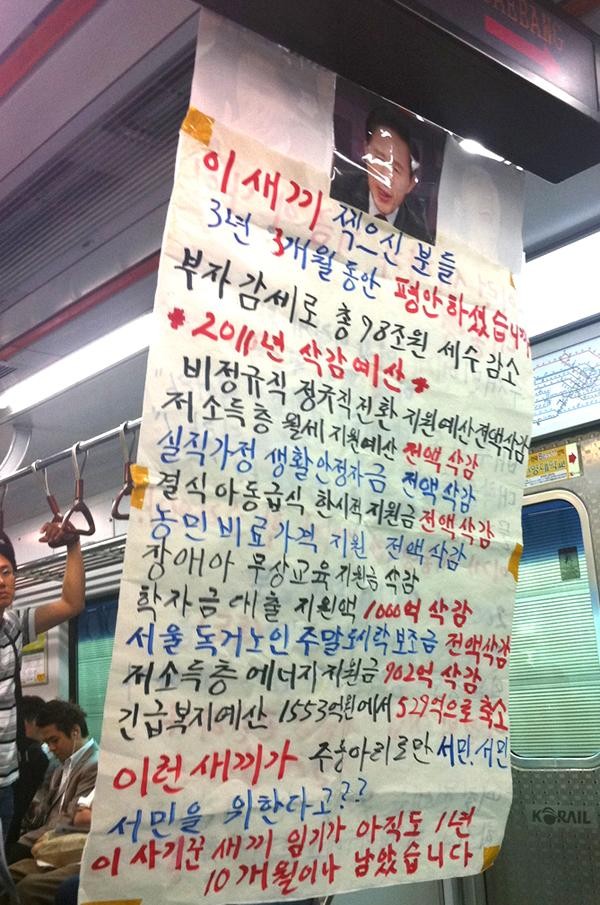 이 새끼 찍으신 분들
3년 3개월 동안 평안하셨습니까
부자감세로 총 98조원 세수감소
* 2011년 삭감예산 *
비정규직 정규직전환 지원예산전액삭감
저소득층 월세 지원예산 전액 삭감
실직가정 생활안정자금 전액 삭감
결식아동급식 한시적지원금 전액삭감
농민 비료가격 지원 전액 삭감
장애아 무상교육 지원금 삭감
학자금대출 지원액 1000억 삭감
서울 독거노인 주말도시락 보조금 전액삭감
저소득층 에너지 지원금 902억 삭감
긴급복지예산 1553억원에서 529억으로 축소
이런 새끼가 주둥아리로만 서민, 서민
서민을 위한다고??
이 사기꾼 새끼 임기가 아직도 1년
10개월이나 남았습니다
KORAIL